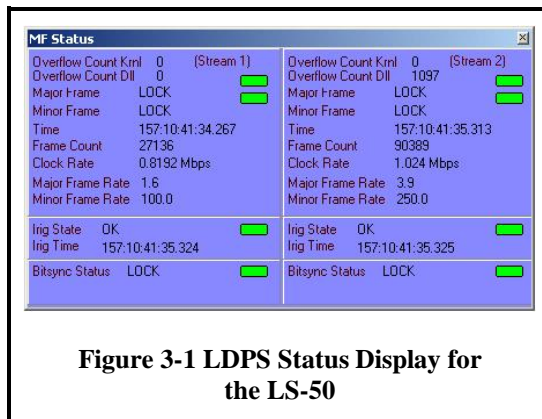 MF Status
Overflow Count Krnl 0 (Stream 1)
Overflow Count Dll 0
Major Frame LOCK
Minor Frame LOCK
Time 157:10:41:34.267
Frame Count 27136
Clock Rate 0.8192 Mbps
Major Frame Rate 1.6
Minor Frame Rate 100.0
Irig State OK
Irig Time 157:10:41:35.324
Bitsync Status LOCK
Overflow Count Krnl 0 (Stream 2)
Overflow Count Dll 1097
Major Frame LOCK
Minor Frame LOCK
Time 157:10:41:35.313
Frame Count 90389
Clock Rate 1.024 Mbps
Major Frame Rate 3.9
Minor Frame Rate 250.0
Irig State OK
Irig Time 157:10:41:35.325
Bitsync Status LOCK
Figure 3-1 LDPS Status Display for
the LS-50